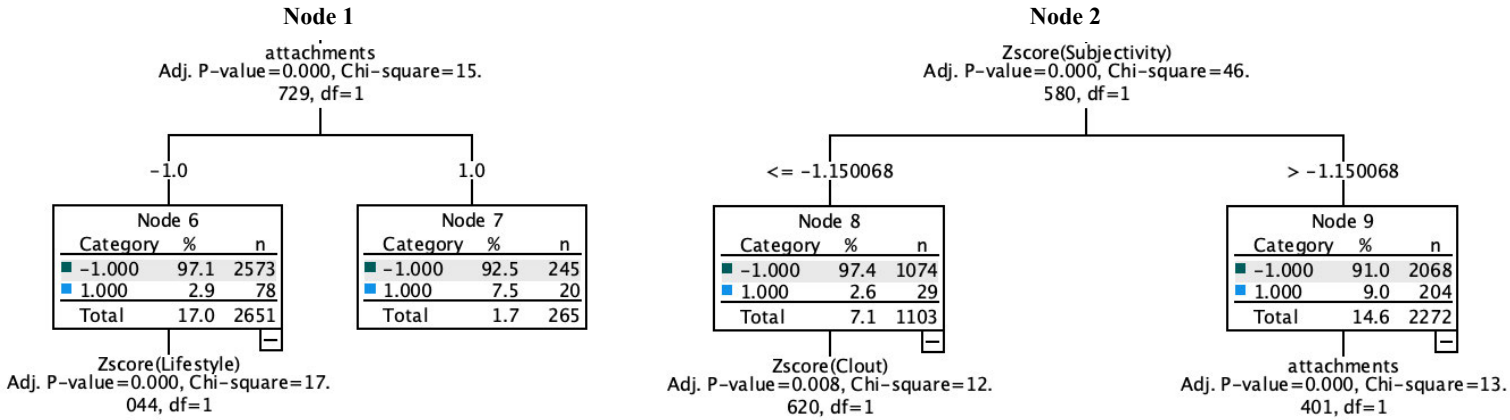 Node 1
attachments
Adj. P-value=0.000, Chi-square=15.
729, df=1
-1.0
1.0
Node 6
Category % n
-1.000 97.1 2573
1.000 2.9 78
Total 17.0 2651
Zscore(Lifestyle)
Adj. P-value=0.000, Chi-square=17.
044, df=1
Node 7
Category % n
-1.000 92.5 245
1.000 7.5 20
Total 1.7 265
Node 2
Zscore(Subjectivity)
Adj. P-value=0.000, Chi-square=46.
580, df=1
<= -1.150068
> -1.150068
Node 8
Category % n
-1.000 97.4 1074
1.000 2.6 29
Total 7.1 1103
Zscore(Clout)
Adj. P-value=0.008, Chi-square=12.
620, df=1
Node 9
Category % n
-1.000 91.0 2068
1.000 9.0 204
Total 14.6 2272
attachments
Adj. P-value=0.000, Chi-square=13.
401, df=1